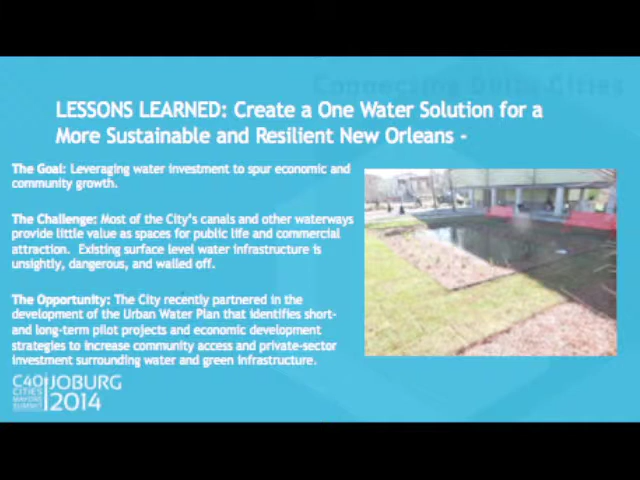 Connecting Delta Cities
LESSONS LEARNED: Create a One Water Solution for a
More Sustainable and Resilient New Orleans -
The Goal: Leveraging water investment to spur economic and
community growth.
The Challenge: Most of the City's canals and other waterways
provide little value as spaces for public life and commercial
attraction. Existing surface level water infrastructure is
unsightly, dangerous, and walled off.
The Opportunity: The City recently partnered in the
development of the Urban Water Plan that identifies short-
and long-term pilot projects and economic development
strategies to increase community access and private-sector
investment surrounding water and green infrastructure.
C40
CITIES
MAYORS
SUMMIT
JOBURG
2014